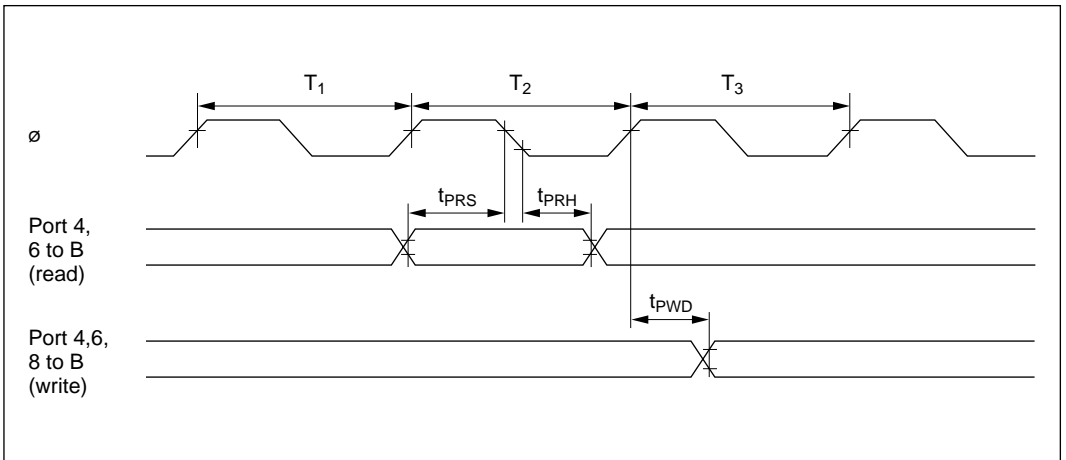 T1 T2 T3
ø
tPRS tPRH
Port 4,
6 to B
(read)
tPWD
Port 4,6,
8 to B
(write)